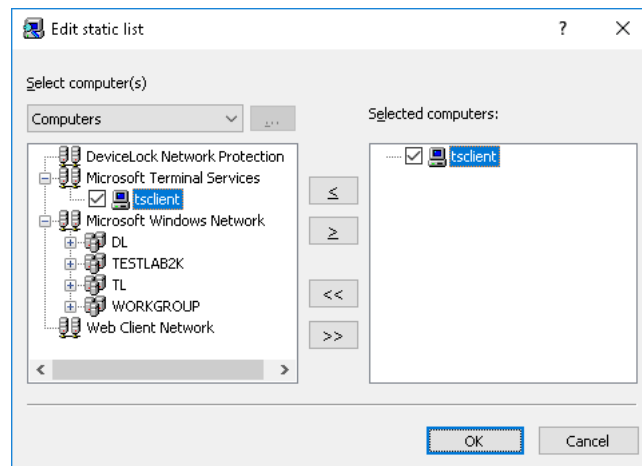 Edit static list
?
Select computer(s)
Computers
...
Selected computers:
DeviceLock Network Protection
Microsoft Terminal Services
tsclient
Microsoft Windows Network
DL
TESTLAB2K
TL
WORKGROUP
Web Client Network
<
>
<<
>>
tsclient
OK
Cancel